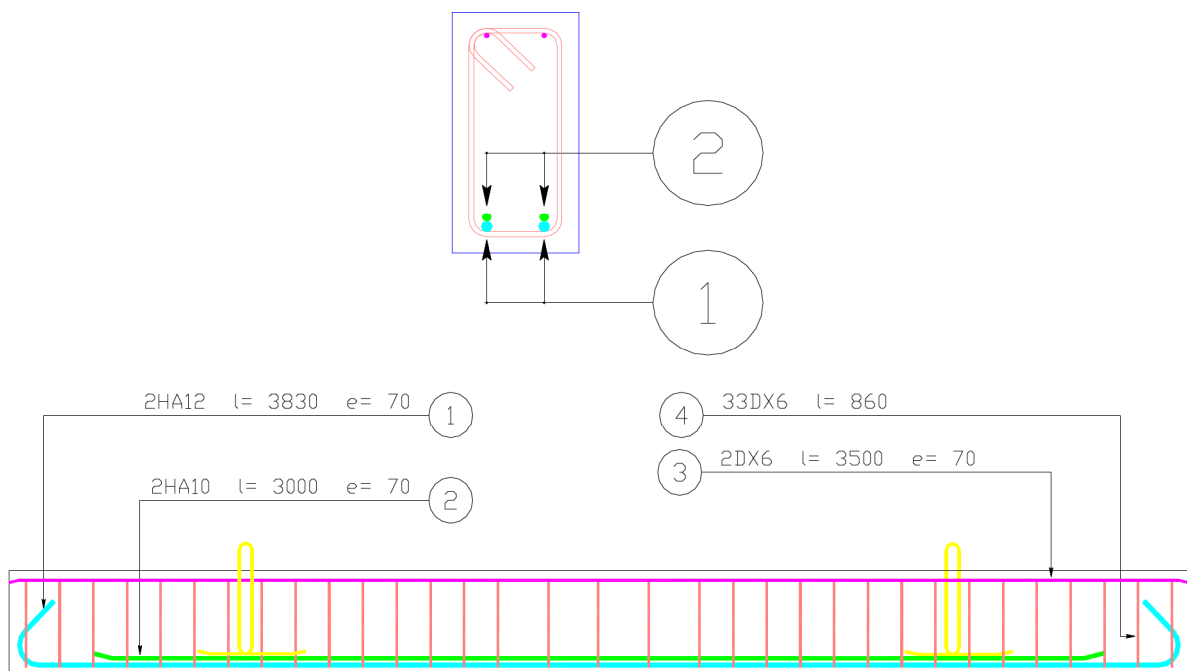 2
1
2HA12 l= 3830 e= 70 1
4 33DX6 l= 860
3 2DX6 l= 3500 e= 70
2HA10 l= 3000 e= 70 2